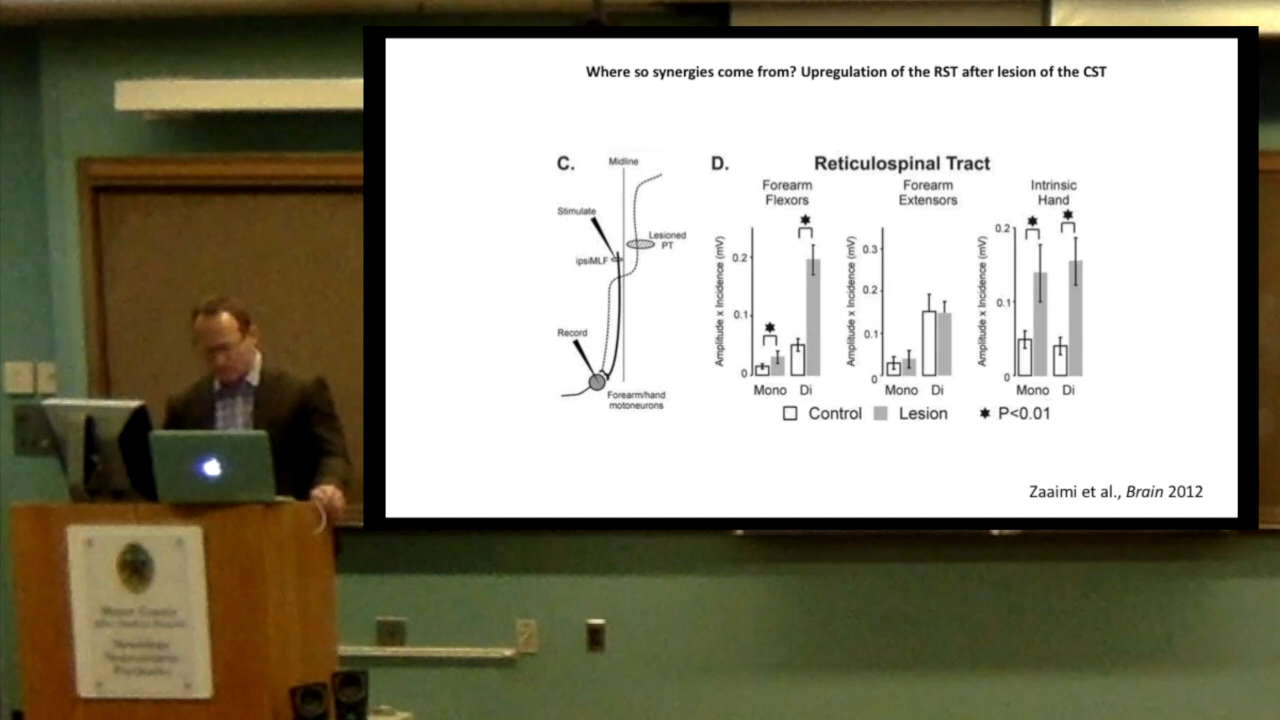 Where so synergies come from? Upregulation of the RST after lesion of the CST
C.
Midline
Stimulate
Lesioned
PT
ipsiMLF
Record
Forearm/hand
motoneurons
D.
Reticulospinal Tract
Forearm
Flexors
Forearm
Extensors
Intrinsic
Hand
Amplitude x Incidence (mV)
0.2
0.1
0
Mono Di
Amplitude x Incidence (mV)
0.3
0.2
0.1
0
Mono Di
Amplitude x Incidence (mV)
0.2
0.1
0
Mono Di
Control Lesion P<0.01
Zaaimi et al., Brain 2012